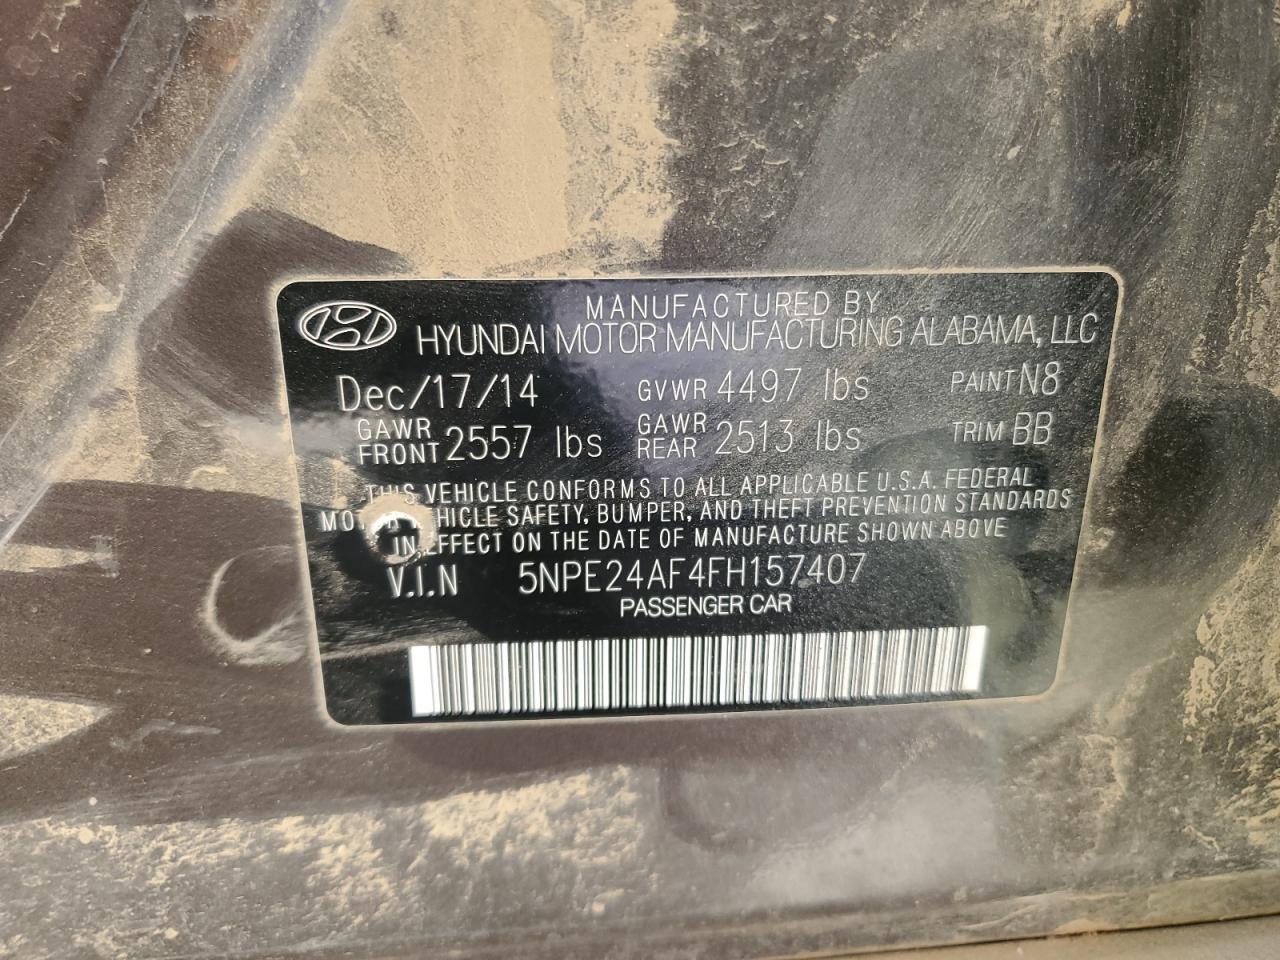 MANUFACTURED BY
HYUNDAI MOTOR MANUFACTURING ALABAMA, LLC
Dec/17/14 GVWR 4497 lbs PAINT N8
GAWR FRONT 2557 lbs GAWR REAR 2513 lbs TRIM BB
THIS VEHICLE CONFORMS TO ALL APPLICABLE U.S.A. FEDERAL
MOTOR VEHICLE SAFETY, BUMPER, AND THEFT PREVENTION STANDARDS
IN EFFECT ON THE DATE OF MANUFACTURE SHOWN ABOVE
V.I.N 5NPE24AF4FH157407
PASSENGER CAR